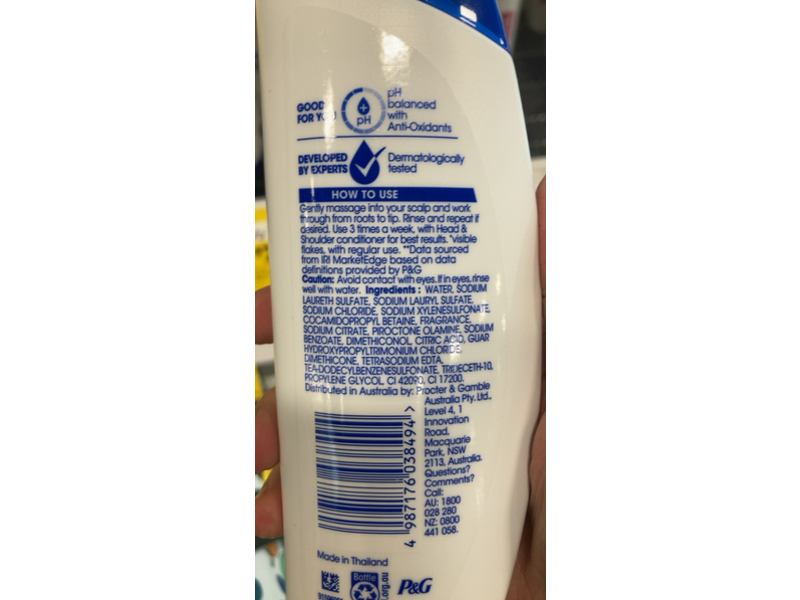 GOOD
FOR YOU
pH
pH
balanced
with
Anti-Oxidants
DEVELOPED
BY EXPERTS
Dermatologically
tested
HOW TO USE
Gently massage into your scalp and work
through from roots to tip. Rinse and repeat if
desired. Use 3 times a week, with Head &
Shoulder conditioner for best results. *visible
flakes, with regular use. **Data sourced
from IRI MarketEdge based on data
definitions provided by P&G
Caution: Avoid contact with eyes. If in eyes, rinse
well with water. Ingredients : WATER, SODIUM
LAURETH SULFATE, SODIUM LAURYL SULFATE,
SODIUM CHLORIDE, SODIUM XYLENESULFONATE,
COCAMIDOPROPYL BETAINE, FRAGRANCE,
SODIUM CITRATE, PIROCTONE OLAMINE, SODIUM
BENZOATE, DIMETHICONOL, CITRIC ACID, GUAR
HYDROXYPROPYLTRIMONIUM CHLORIDE,
DIMETHICONE, TETRASODIUM EDTA,
TEA-DODECYLBENZENESULFONATE, TRIDECETH-10,
PROPYLENE GLYCOL, CI 42090, CI 17200.
Distributed in Australia by: Procter & Gamble
Australia Pty. Ltd.,
Level 4, 1
Innovation
Road,
Macquarie
Park, NSW
2113, Australia.
Questions?
Comments?
Call:
AU: 1800
028 280
NZ: 0800
441 058.
4 987176 038494 >
Made in Thailand
Bottle
.org.au
P&G